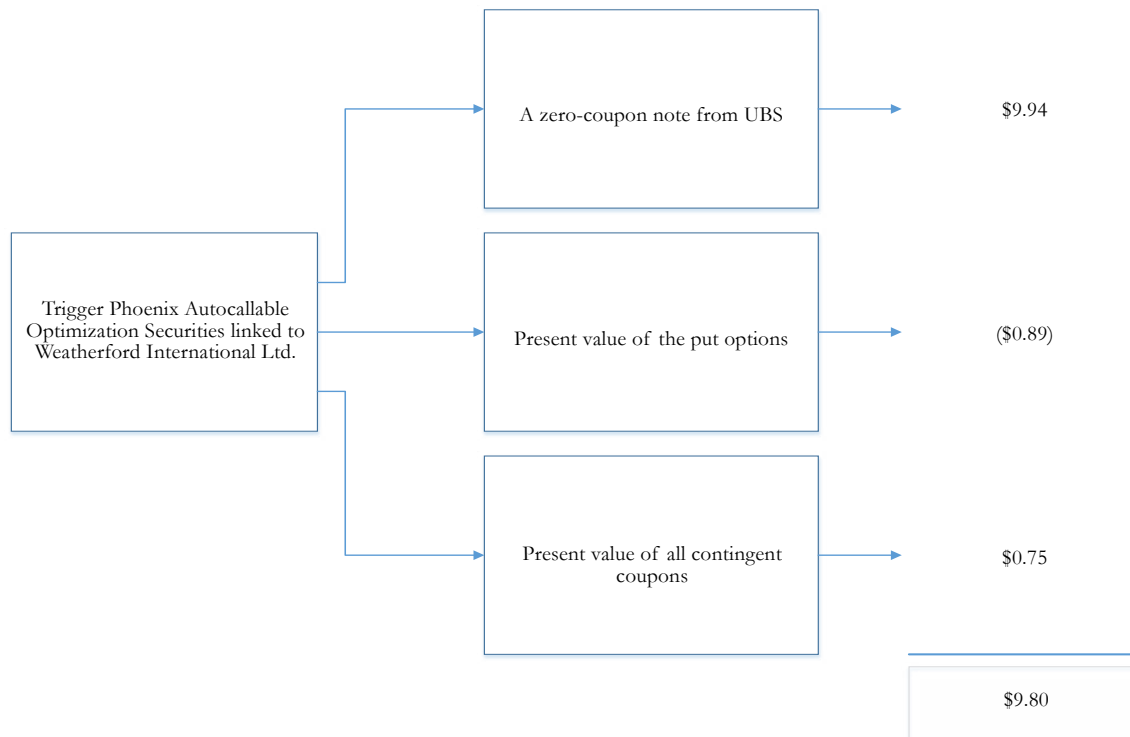 A zero-coupon note from UBS
$9.94
Trigger Phoenix Autocallable
Optimization Securities linked to
Weatherford International Ltd.
Present value of the put options
($0.89)
Present value of all contingent
coupons
$0.75
$9.80